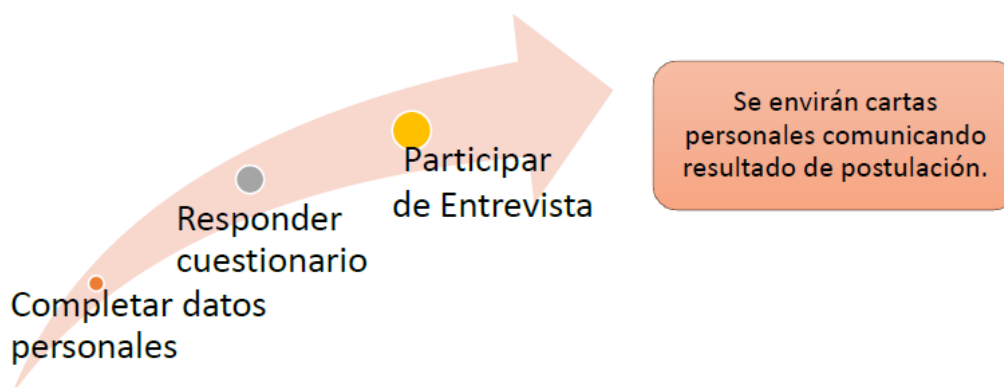 Completar datos
personales
Responder
cuestionario
Participar
de Entrevista
Se envirán cartas
personales comunicando
resultado de postulación.